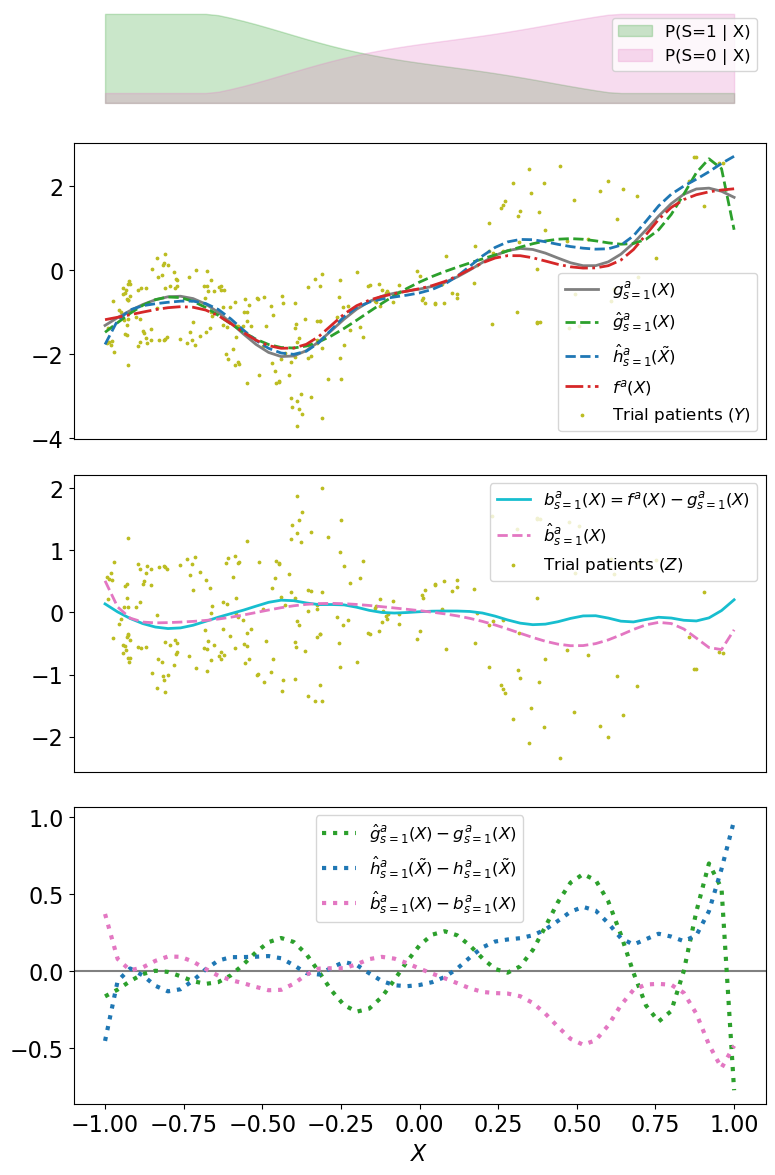 P(S=1 | X)
P(S=0 | X)
2
0
−2
−4
g^a_{s=1}(X)
ĝ^a_{s=1}(X)
ĥ^a_{s=1}(X̃)
f^a(X)
Trial patients (Y)
2
1
0
−1
−2
b^a_{s=1}(X) = f^a(X) − g^a_{s=1}(X)
b̂^a_{s=1}(X)
Trial patients (Z)
1.0
0.5
0.0
−0.5
ĝ^a_{s=1}(X) − g^a_{s=1}(X)
ĥ^a_{s=1}(X̃) − h^a_{s=1}(X̃)
b̂^a_{s=1}(X) − b^a_{s=1}(X)
−1.00 −0.75 −0.50 −0.25 0.00 0.25 0.50 0.75 1.00
X